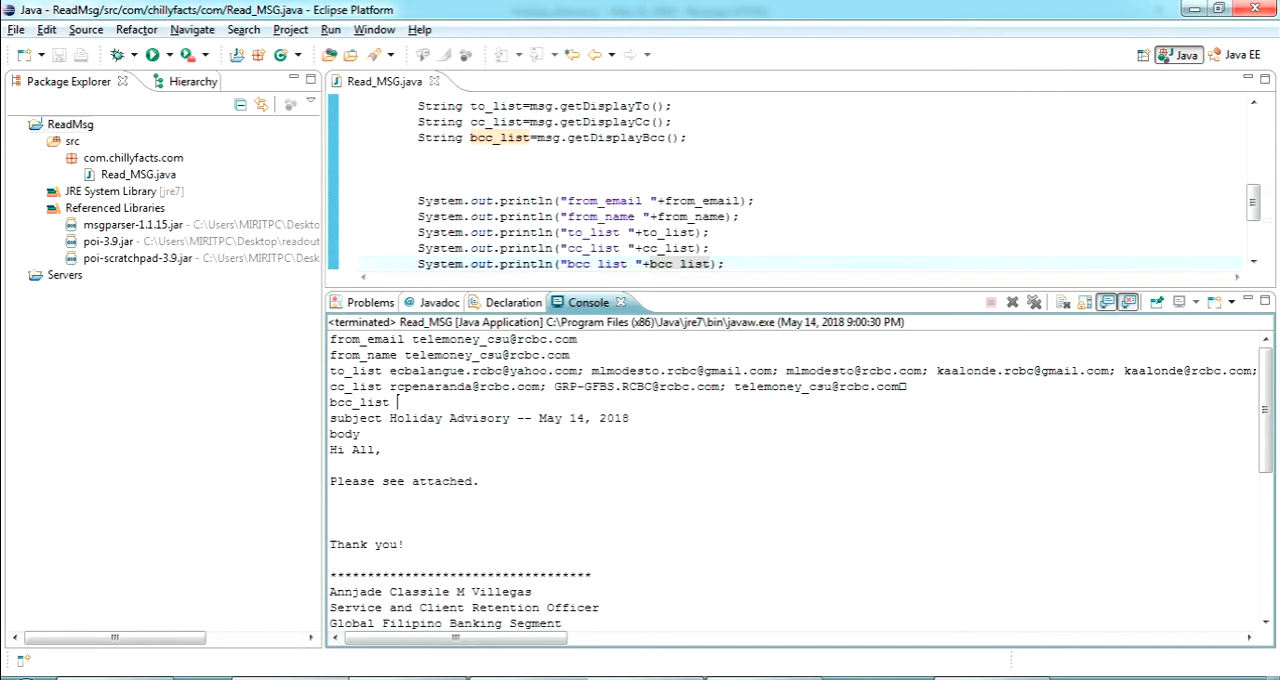 Java - ReadMsg/src/com/chillyfacts/com/Read_MSG.java - Eclipse Platform
File Edit Source Refactor Navigate Search Project Run Window Help
Java Java EE
Package Explorer Hierarchy
ReadMsg
src
com.chillyfacts.com
Read_MSG.java
JRE System Library [jre7]
Referenced Libraries
msgparser-1.1.15.jar - C:\Users\MIRITPC\Deskto
poi-3.9.jar - C:\Users\MIRITPC\Desktop\readout
poi-scratchpad-3.9.jar - C:\Users\MIRITPC\Desk
Servers
Read_MSG.java
String to_list=msg.getDisplayTo();
String cc_list=msg.getDisplayCc();
String bcc_list=msg.getDisplayBcc();
System.out.println("from_email "+from_email);
System.out.println("from_name "+from_name);
System.out.println("to_list "+to_list);
System.out.println("cc_list "+cc_list);
System.out.println("bcc_list "+bcc_list);
Problems @ Javadoc Declaration Console
<terminated> Read_MSG [Java Application] C:\Program Files (x86)\Java\jre7\bin\javaw.exe (May 14, 2018 9:00:30 PM)
from_email telemoney_csu@rcbc.com
from_name telemoney_csu@rcbc.com
to_list ecbalangue.rcbc@yahoo.com; mlmodesto.rcbc@gmail.com; mlmodesto@rcbc.com; kaalonde.rcbc@gmail.com; kaalonde@rcbc.com;
cc_list rcpenaranda@rcbc.com; GRP-GFBS.RCBC@rcbc.com; telemoney_csu@rcbc.com□
bcc_list
subject Holiday Advisory -- May 14, 2018
body
Hi All,
Please see attached.
Thank you!
***********************************
Annjade Classile M Villegas
Service and Client Retention Officer
Global Filipino Banking Segment